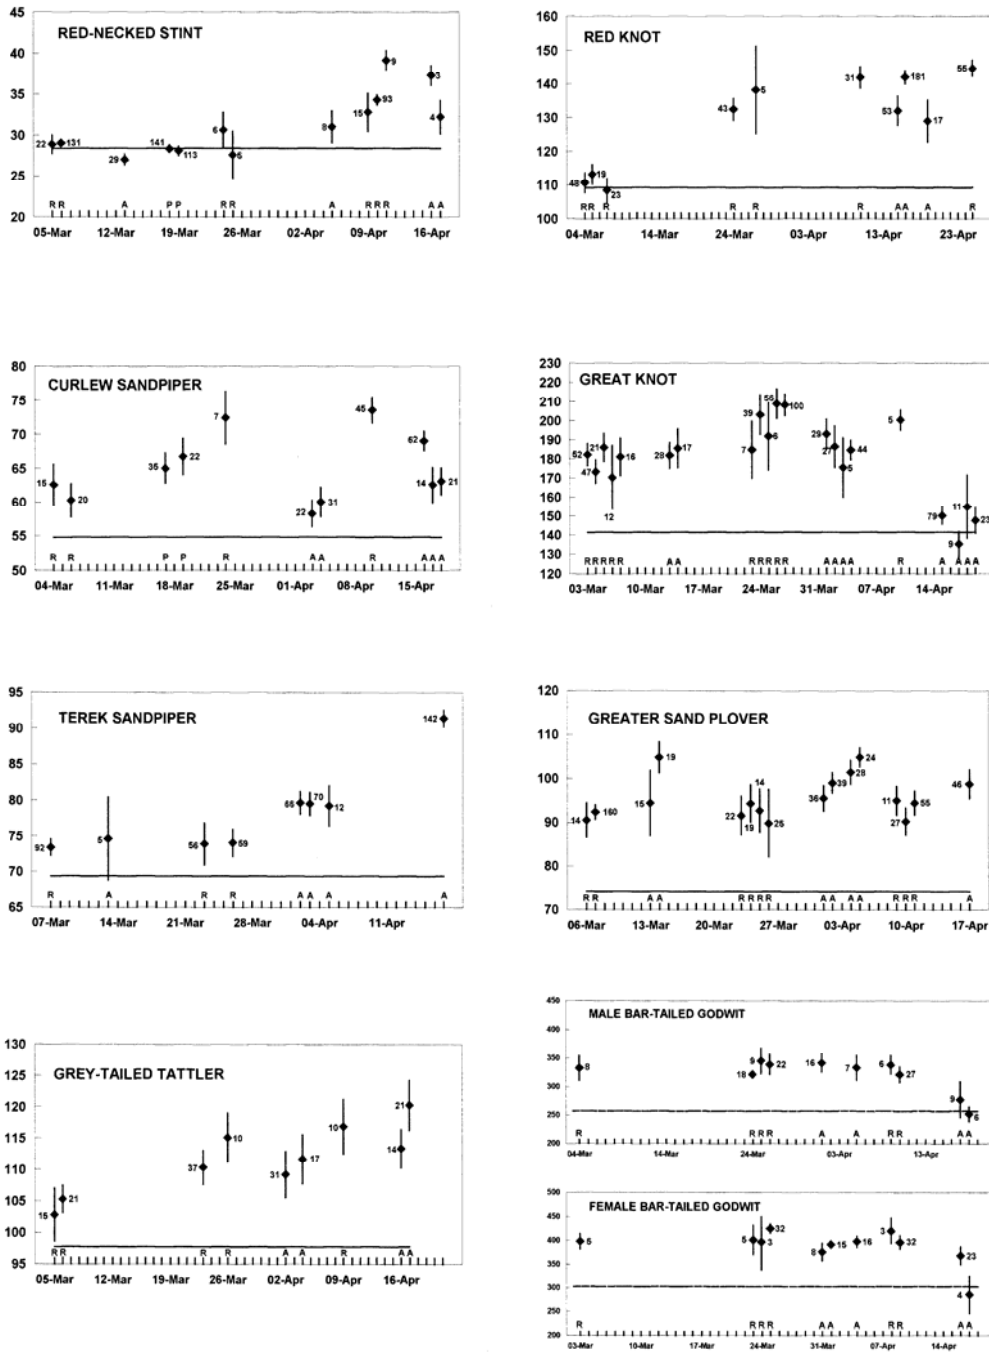 RED-NECKED STINT
45
40
35
30
25
20
22 131 29 141 113 6 5 8 15 93 9 3 4
R R A P P R R A R R R A A
05-Mar 12-Mar 19-Mar 26-Mar 02-Apr 09-Apr 16-Apr
RED KNOT
160
150
140
130
120
110
100
48 19 23 43 5 31 53 181 17 56
R R R R R R A A A R
04-Mar 14-Mar 24-Mar 03-Apr 13-Apr 23-Apr
CURLEW SANDPIPER
80
75
70
65
60
55
50
15 20 35 22 7 22 31 45 62 14 21
R R P P R A A R A A A
04-Mar 11-Mar 18-Mar 25-Mar 01-Apr 08-Apr 15-Apr
GREAT KNOT
230
220
210
200
190
180
170
160
150
140
130
120
52 47 21 12 16 28 17 7 39 6 56 100 29 27 5 44 5 79 9 11 23
R R R R R A A R R R R R A A A A R A A A A
03-Mar 10-Mar 17-Mar 24-Mar 31-Mar 07-Apr 14-Apr
TEREK SANDPIPER
95
90
85
80
75
70
65
92 5 56 59 66 70 12 142
R A R R A A A A
07-Mar 14-Mar 21-Mar 28-Mar 04-Apr 11-Apr
GREATER SAND PLOVER
120
110
100
90
80
70
14 160 15 19 22 19 14 25 36 39 28 24 11 27 55 46
R R A A R R R R A A A A R R R A
06-Mar 13-Mar 20-Mar 27-Mar 03-Apr 10-Apr 17-Apr
GREY-TAILED TATTLER
130
125
120
115
110
105
100
95
15 21 37 10 31 17 10 14 21
R R R R A A R A A
05-Mar 12-Mar 19-Mar 26-Mar 02-Apr 09-Apr 16-Apr
MALE BAR-TAILED GODWIT
450
400
350
300
250
200
8 18 9 22 16 7 6 27 9 6
R R R R A A R R A A
04-Mar 14-Mar 24-Mar 03-Apr 13-Apr
FEMALE BAR-TAILED GODWIT
500
450
400
350
300
250
200
5 5 3 32 8 15 16 3 32 23 4
R R R R A A A R R A A
03-Mar 10-Mar 17-Mar 24-Mar 31-Mar 07-Apr 14-Apr